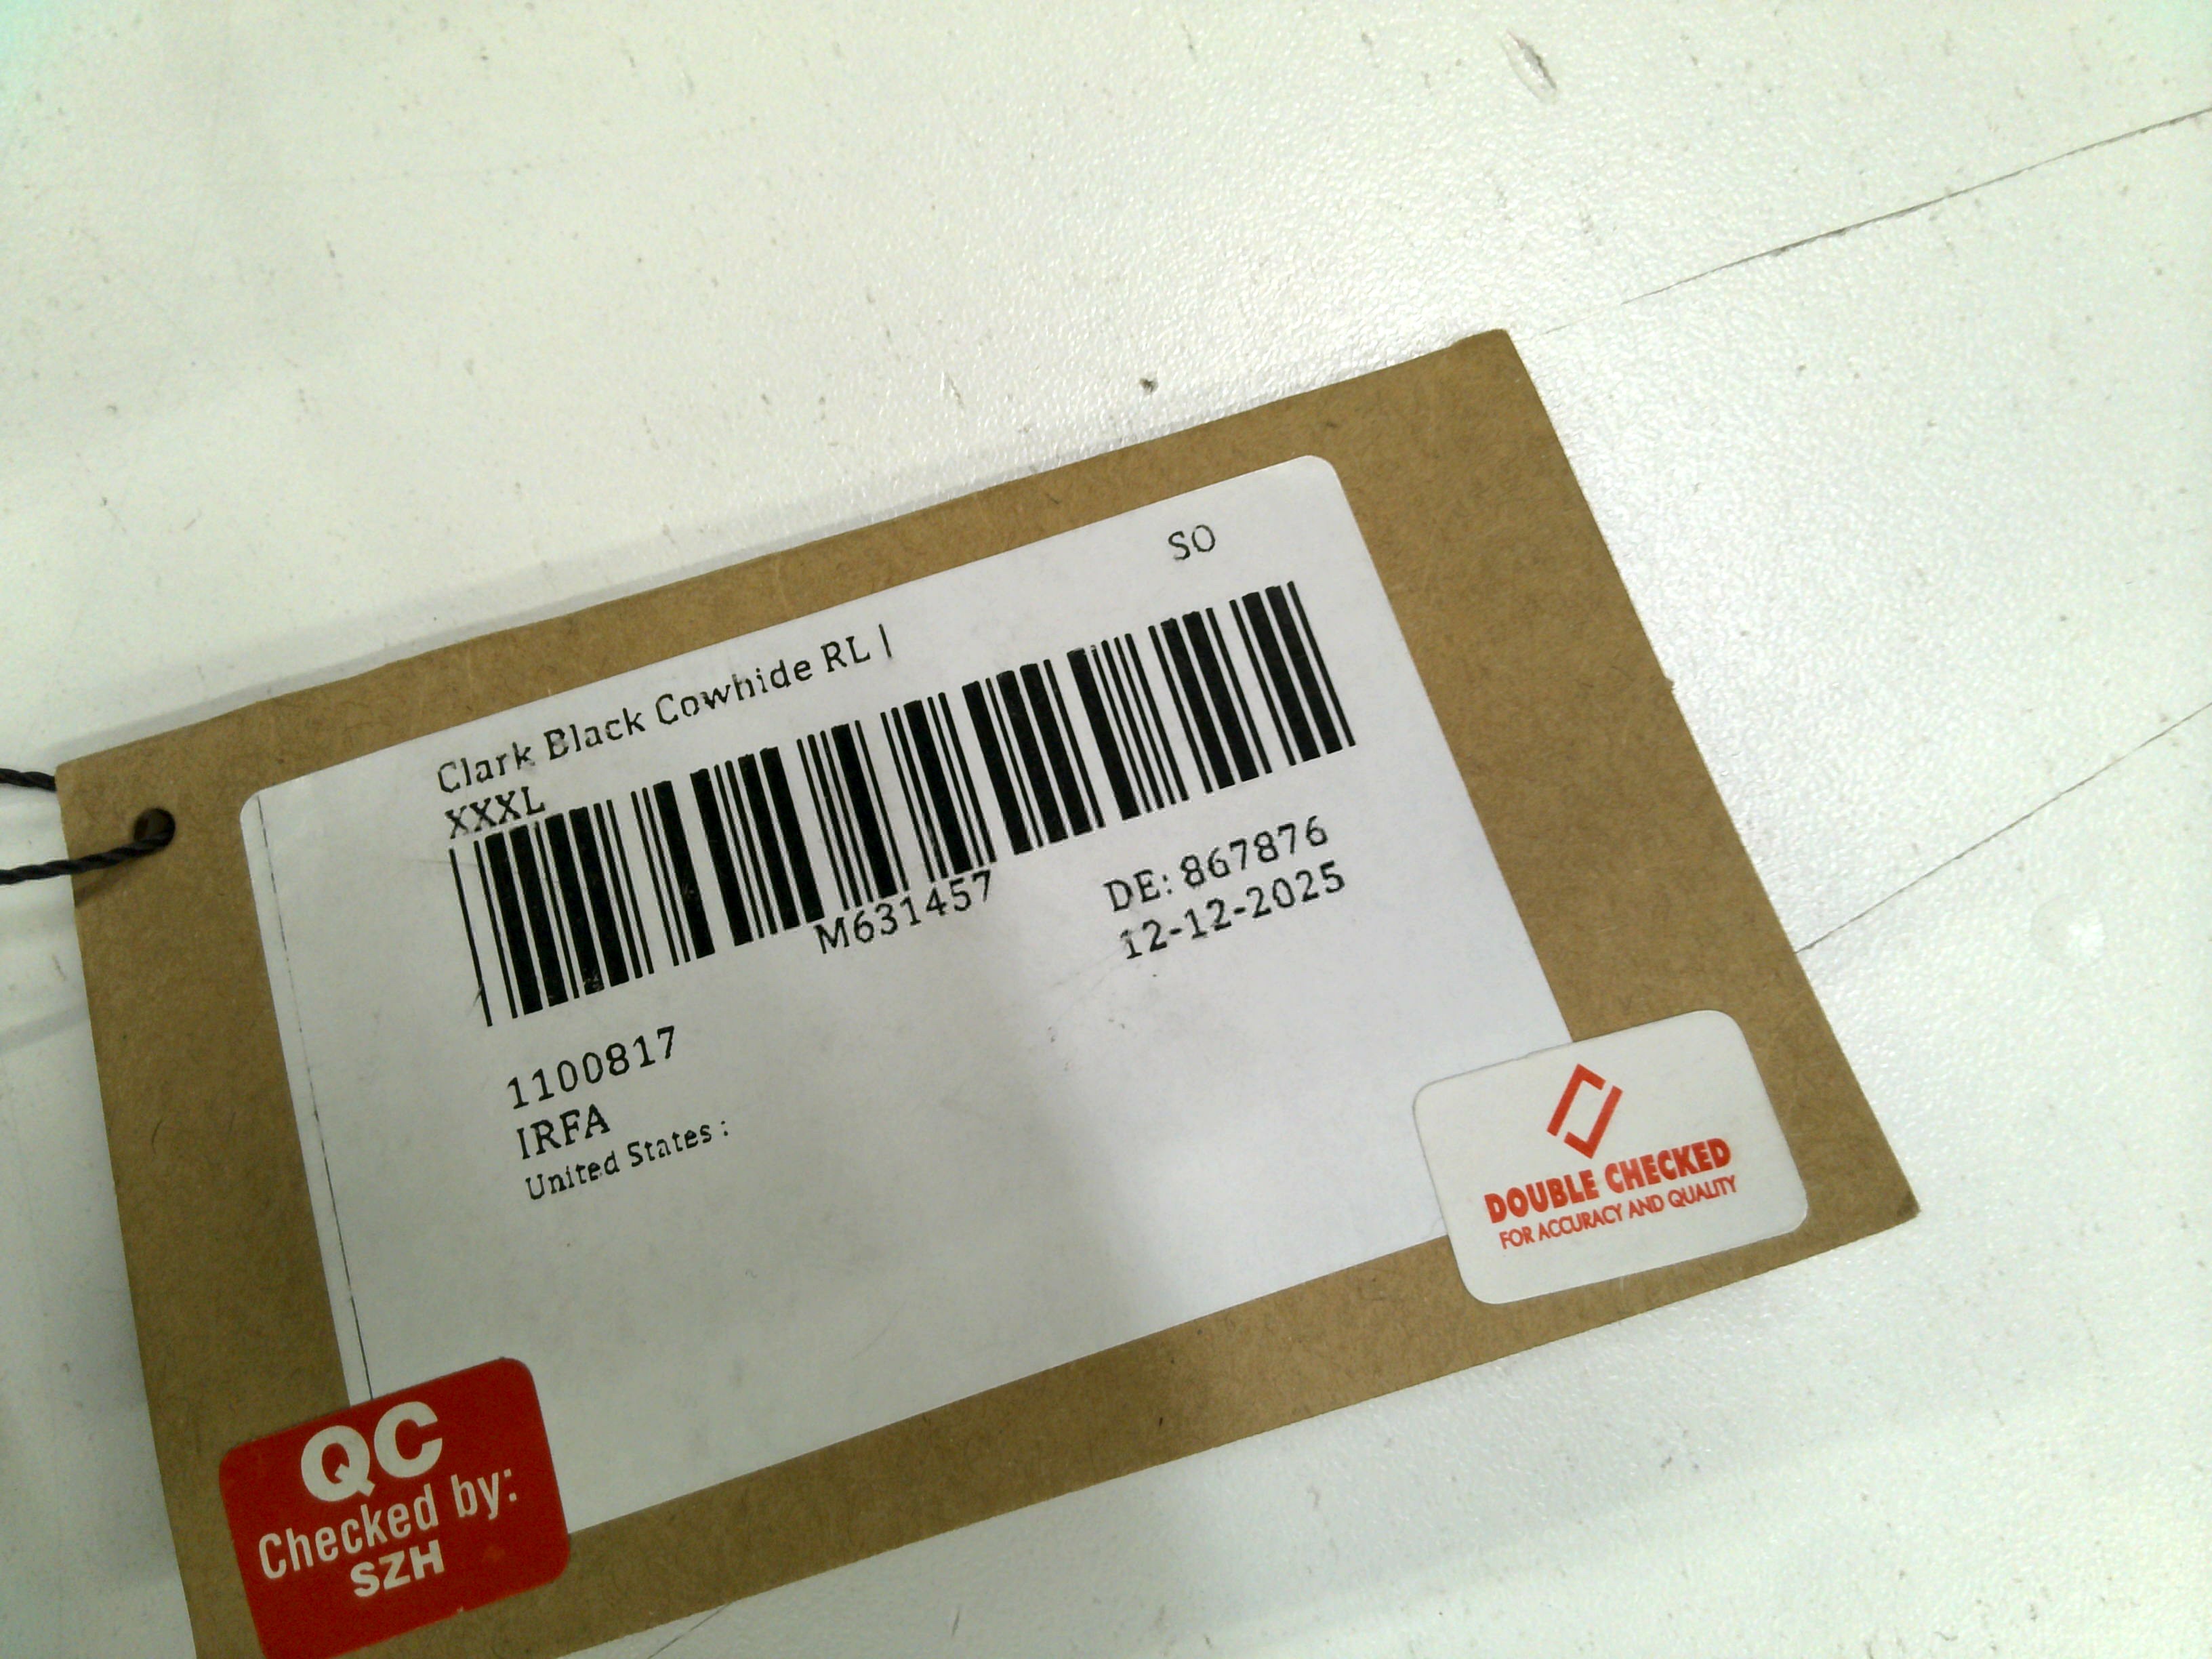 SO
Clark Black Cowhide RL |
XXXL
M631457
DE: 867876
12-12-2025
1100817
IRFA
United States :
DOUBLE CHECKED
FOR ACCURACY AND QUALITY
QC
Checked by:
SZH